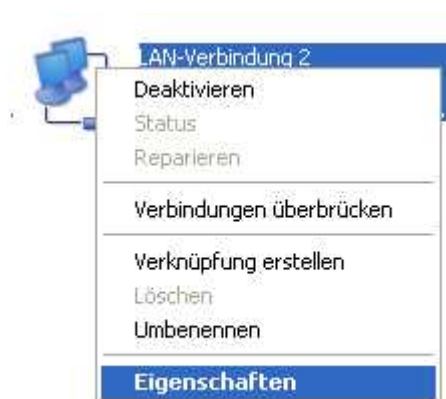 LAN-Verbindung 2
Deaktivieren
Status
Reparieren
Verbindungen überbrücken
Verknüpfung erstellen
Löschen
Umbenennen
Eigenschaften